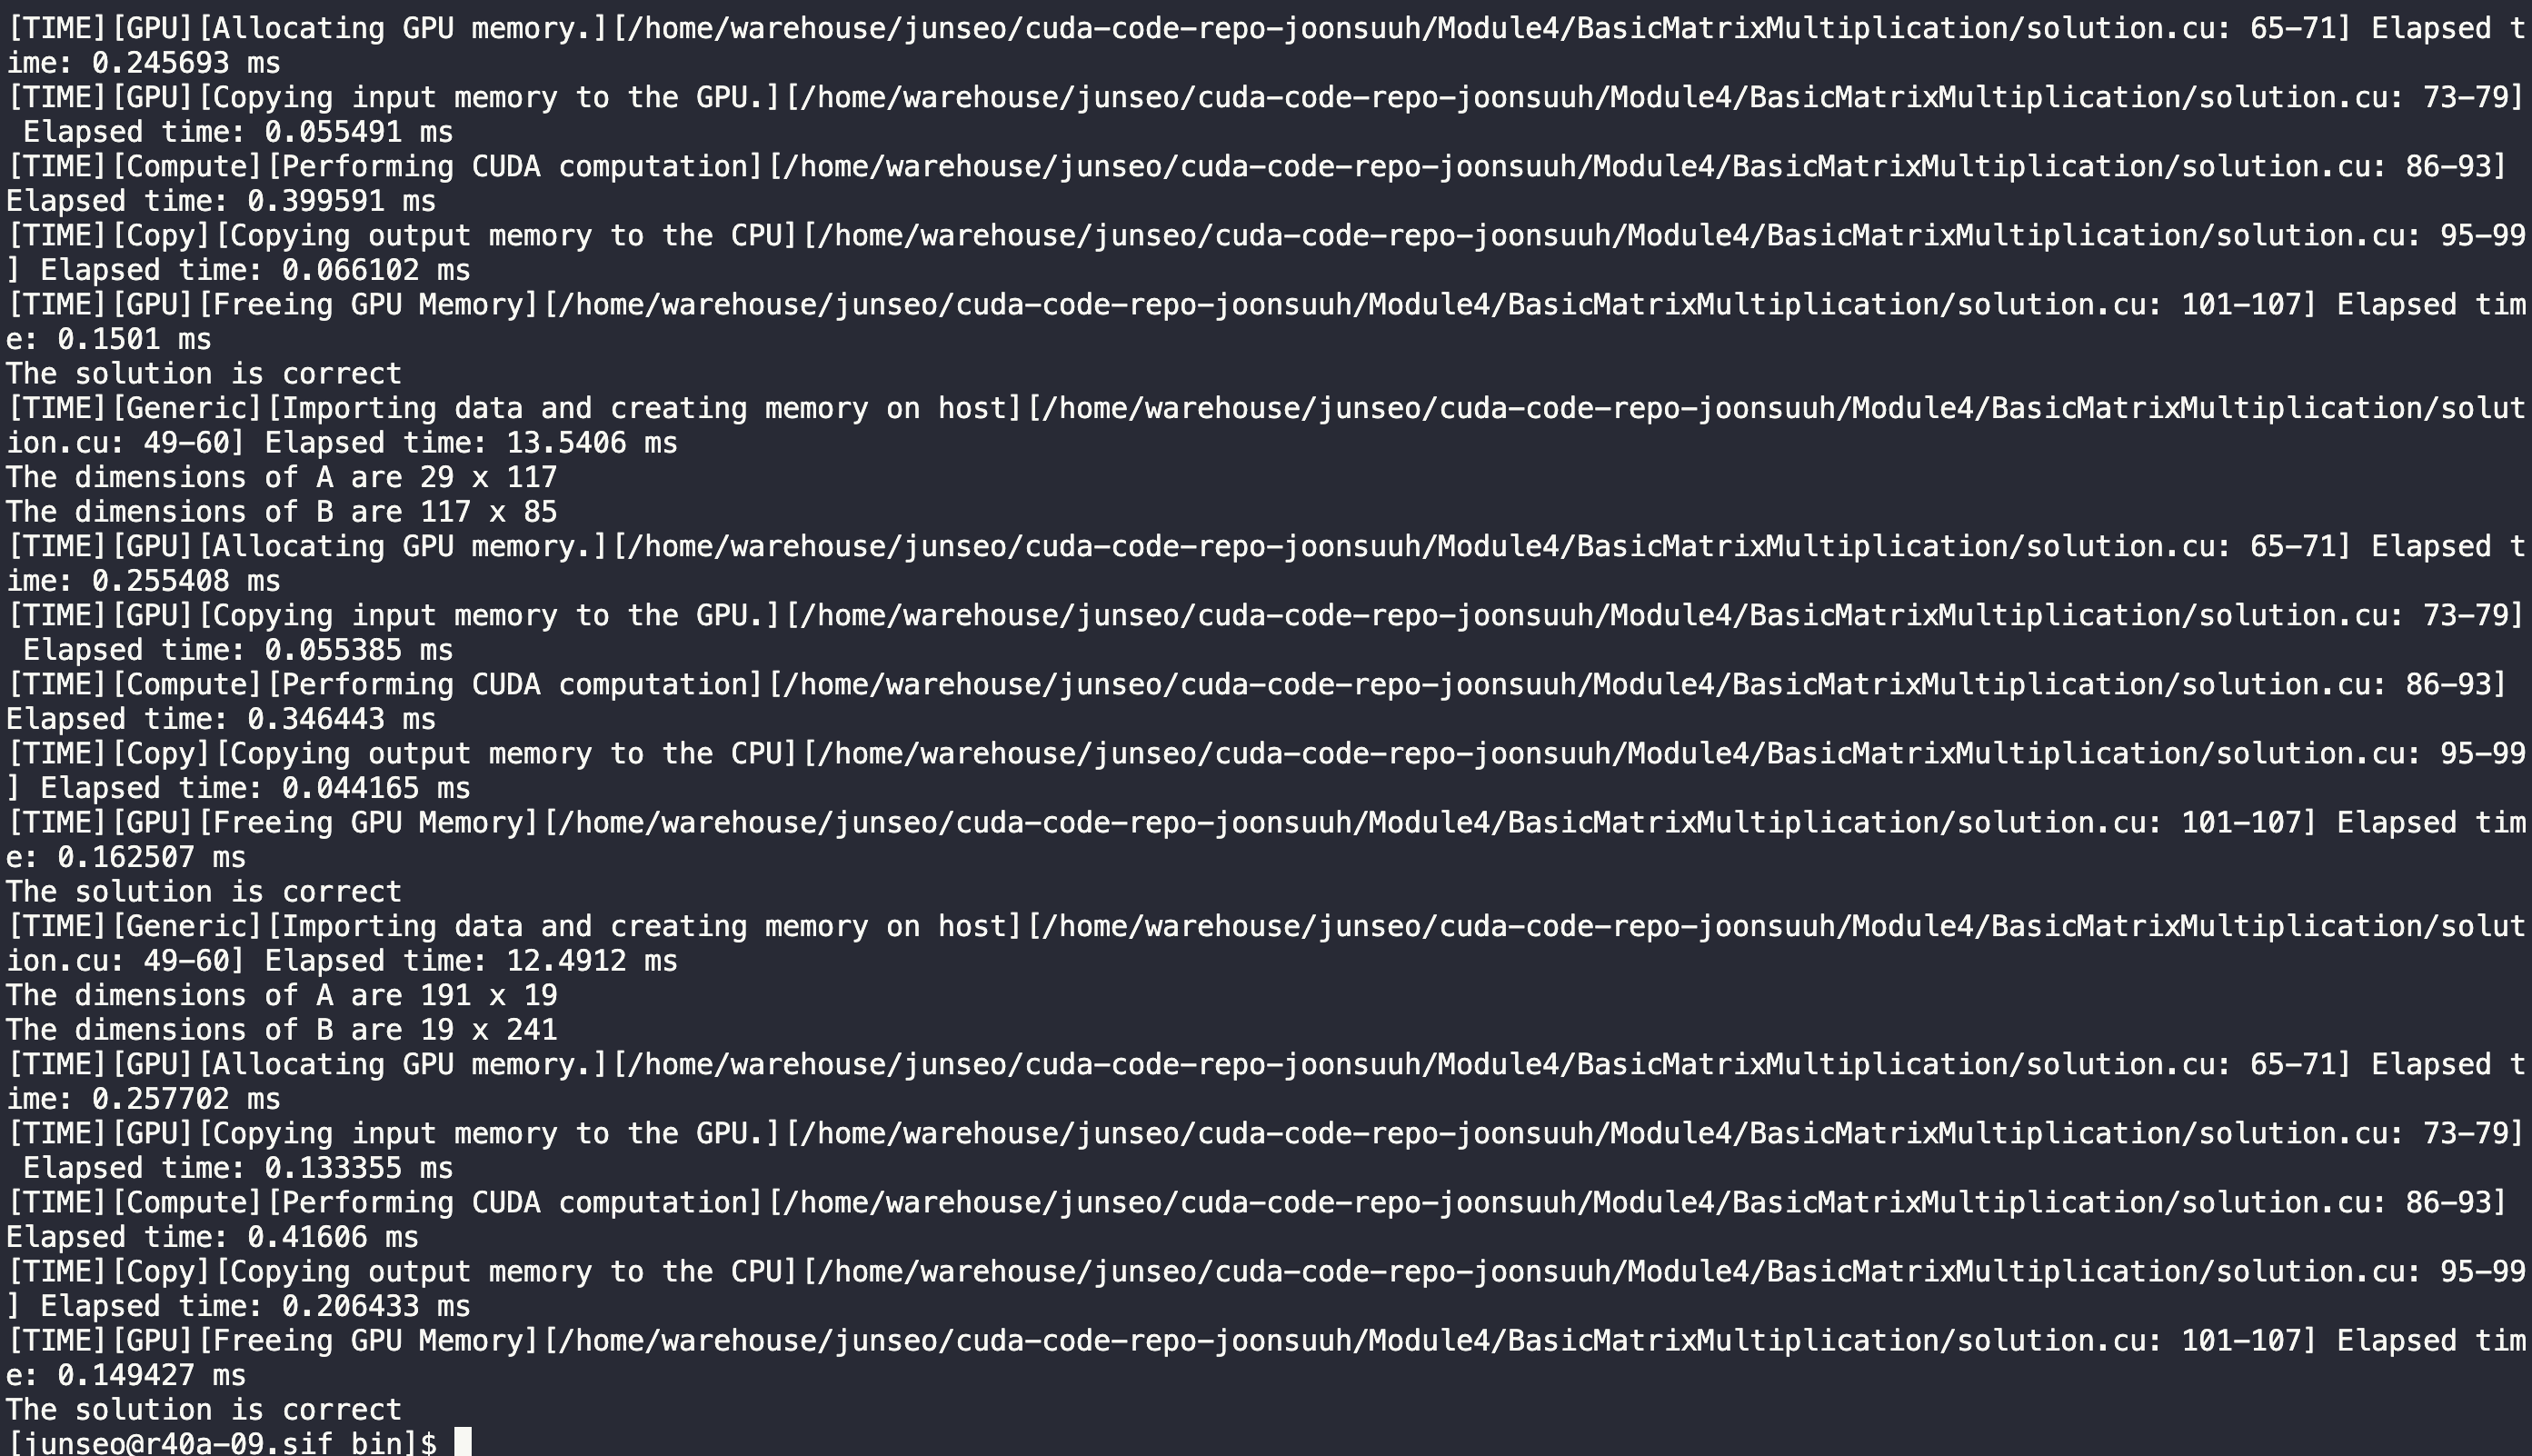 [TIME][GPU][Allocating GPU memory.][/home/warehouse/junseo/cuda-code-repo-joonsuuh/Module4/BasicMatrixMultiplication/solution.cu: 65-71] Elapsed t
ime: 0.245693 ms
[TIME][GPU][Copying input memory to the GPU.][/home/warehouse/junseo/cuda-code-repo-joonsuuh/Module4/BasicMatrixMultiplication/solution.cu: 73-79]
 Elapsed time: 0.055491 ms
[TIME][Compute][Performing CUDA computation][/home/warehouse/junseo/cuda-code-repo-joonsuuh/Module4/BasicMatrixMultiplication/solution.cu: 86-93]
Elapsed time: 0.399591 ms
[TIME][Copy][Copying output memory to the CPU][/home/warehouse/junseo/cuda-code-repo-joonsuuh/Module4/BasicMatrixMultiplication/solution.cu: 95-99
] Elapsed time: 0.066102 ms
[TIME][GPU][Freeing GPU Memory][/home/warehouse/junseo/cuda-code-repo-joonsuuh/Module4/BasicMatrixMultiplication/solution.cu: 101-107] Elapsed tim
e: 0.1501 ms
The solution is correct
[TIME][Generic][Importing data and creating memory on host][/home/warehouse/junseo/cuda-code-repo-joonsuuh/Module4/BasicMatrixMultiplication/solut
ion.cu: 49-60] Elapsed time: 13.5406 ms
The dimensions of A are 29 x 117
The dimensions of B are 117 x 85
[TIME][GPU][Allocating GPU memory.][/home/warehouse/junseo/cuda-code-repo-joonsuuh/Module4/BasicMatrixMultiplication/solution.cu: 65-71] Elapsed t
ime: 0.255408 ms
[TIME][GPU][Copying input memory to the GPU.][/home/warehouse/junseo/cuda-code-repo-joonsuuh/Module4/BasicMatrixMultiplication/solution.cu: 73-79]
 Elapsed time: 0.055385 ms
[TIME][Compute][Performing CUDA computation][/home/warehouse/junseo/cuda-code-repo-joonsuuh/Module4/BasicMatrixMultiplication/solution.cu: 86-93]
Elapsed time: 0.346443 ms
[TIME][Copy][Copying output memory to the CPU][/home/warehouse/junseo/cuda-code-repo-joonsuuh/Module4/BasicMatrixMultiplication/solution.cu: 95-99
] Elapsed time: 0.044165 ms
[TIME][GPU][Freeing GPU Memory][/home/warehouse/junseo/cuda-code-repo-joonsuuh/Module4/BasicMatrixMultiplication/solution.cu: 101-107] Elapsed tim
e: 0.162507 ms
The solution is correct
[TIME][Generic][Importing data and creating memory on host][/home/warehouse/junseo/cuda-code-repo-joonsuuh/Module4/BasicMatrixMultiplication/solut
ion.cu: 49-60] Elapsed time: 12.4912 ms
The dimensions of A are 191 x 19
The dimensions of B are 19 x 241
[TIME][GPU][Allocating GPU memory.][/home/warehouse/junseo/cuda-code-repo-joonsuuh/Module4/BasicMatrixMultiplication/solution.cu: 65-71] Elapsed t
ime: 0.257702 ms
[TIME][GPU][Copying input memory to the GPU.][/home/warehouse/junseo/cuda-code-repo-joonsuuh/Module4/BasicMatrixMultiplication/solution.cu: 73-79]
 Elapsed time: 0.133355 ms
[TIME][Compute][Performing CUDA computation][/home/warehouse/junseo/cuda-code-repo-joonsuuh/Module4/BasicMatrixMultiplication/solution.cu: 86-93]
Elapsed time: 0.41606 ms
[TIME][Copy][Copying output memory to the CPU][/home/warehouse/junseo/cuda-code-repo-joonsuuh/Module4/BasicMatrixMultiplication/solution.cu: 95-99
] Elapsed time: 0.206433 ms
[TIME][GPU][Freeing GPU Memory][/home/warehouse/junseo/cuda-code-repo-joonsuuh/Module4/BasicMatrixMultiplication/solution.cu: 101-107] Elapsed tim
e: 0.149427 ms
The solution is correct
[junseo@r40a-09.sif bin]$